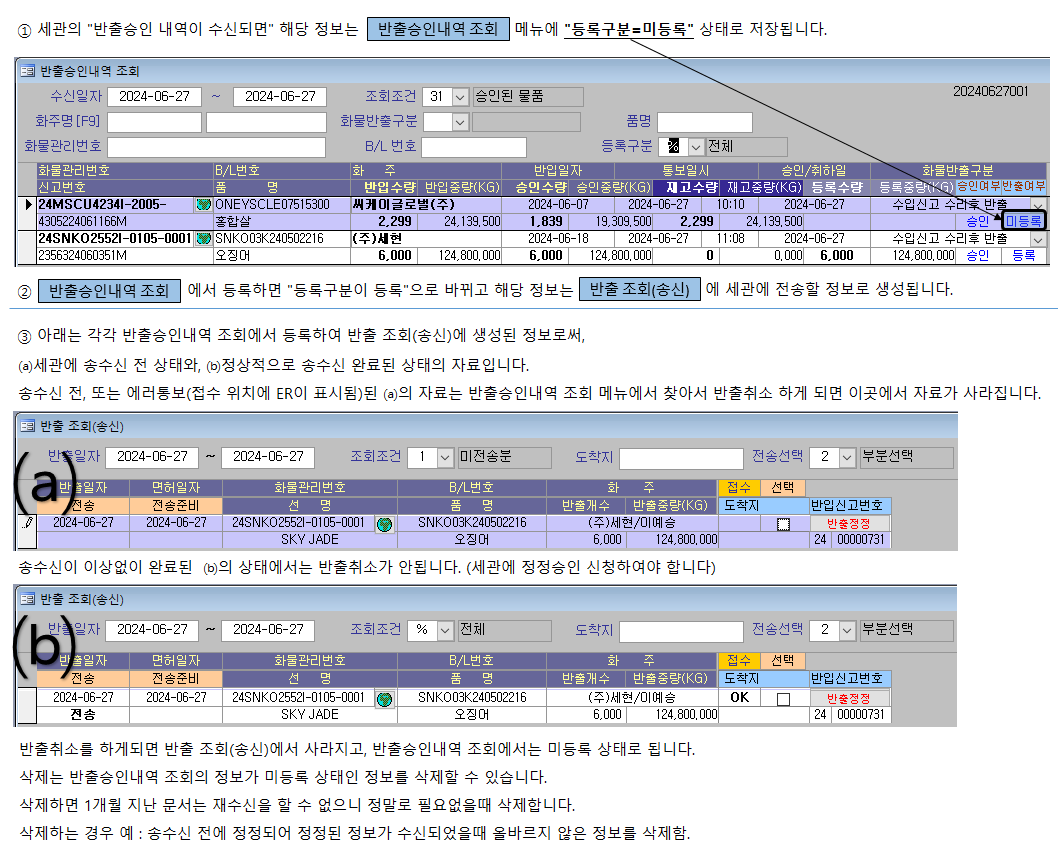 ① 세관의 "반출승인 내역이 수신되면" 해당 정보는 반출승인내역 조회 메뉴에 "등록구분=미등록" 상태로 저장됩니다.
반출승인내역 조회
수신일자 2024-06-27 ~ 2024-06-27 조회조건 31 승인된 물품 20240627001
화주명[F9] 화물반출구분 품명
화물관리번호 B/L 번호 등록구분 % 전체
화물관리번호 B/L번호 화 주 반입일자 통보일시 승인/취하일 화물반출구분
신고번호 품 명 반입수량 반입중량(KG) 승인수량 승인중량(KG) 재고수량 재고중량(KG) 등록수량 등록중량(KG) 승인여부 반출여부
24MSCU4234I-2005- ONEYSCLE07515300 씨케이글로벌(주) 2024-06-07 2024-06-27 10:10 2024-06-27 수입신고 수리후 반출
4305224061166M 홍합살 2,299 24,139,500 1,839 19,309,500 2,299 24,139,500 승인 미등록
24SNKO2552I-0105-0001 SNKO03K240502216 (주)세현 2024-06-18 2024-06-27 11:08 2024-06-27 수입신고 수리후 반출
2356324060351M 오징어 6,000 124,800,000 6,000 124,800,000 0 0,000 6,000 124,800,000 승인 등록
② 반출승인내역 조회 에서 등록하면 "등록구분이 등록"으로 바뀌고 해당 정보는 반출 조회(송신) 에 세관에 전송할 정보로 생성됩니다.
③ 아래는 각각 반출승인내역 조회에서 등록하여 반출 조회(송신)에 생성된 정보로써,
⒜세관에 송수신 전 상태와, ⒝정상적으로 송수신 완료된 상태의 자료입니다.
송수신 전, 또는 에러통보(접수 위치에 ER이 표시됨)된 ⒜의 자료는 반출승인내역 조회 메뉴에서 찾아서 반출취소 하게 되면 이곳에서 자료가 사라집니다.
반출 조회(송신)
(a)
반출일자 2024-06-27 ~ 2024-06-27 조회조건 1 미전송분 도착지 전송선택 2 부분선택
반출일자 면허일자 화물관리번호 B/L번호 화 주 접수 선택
전송 전송준비 선 명 품 명 반출개수 반출중량(KG) 도착지 반입신고번호
2024-06-27 2024-06-27 24SNKO2552I-0105-0001 SNKO03K240502216 (주)세현/이예승 반출정정
SKY JADE 오징어 6,000 124,800,000 24 00000731
송수신이 이상없이 완료된 ⒝의 상태에서는 반출취소가 안됩니다. (세관에 정정승인 신청하여야 합니다)
반출 조회(송신)
(b)
반출일자 2024-06-27 ~ 2024-06-27 조회조건 % 전체 도착지 전송선택 2 부분선택
반출일자 면허일자 화물관리번호 B/L번호 화 주 접수 선택
전송 전송준비 선 명 품 명 반출개수 반출중량(KG) 도착지 반입신고번호
2024-06-27 2024-06-27 24SNKO2552I-0105-0001 SNKO03K240502216 (주)세현/이예승 OK 반출정정
전송 SKY JADE 오징어 6,000 124,800,000 24 00000731
반출취소를 하게되면 반출 조회(송신)에서 사라지고, 반출승인내역 조회에서는 미등록 상태로 됩니다.
삭제는 반출승인내역 조회의 정보가 미등록 상태인 정보를 삭제할 수 있습니다.
삭제하면 1개월 지난 문서는 재수신을 할 수 없으니 정말로 필요없을때 삭제합니다.
삭제하는 경우 예 : 송수신 전에 정정되어 정정된 정보가 수신되었을때 올바르지 않은 정보를 삭제함.